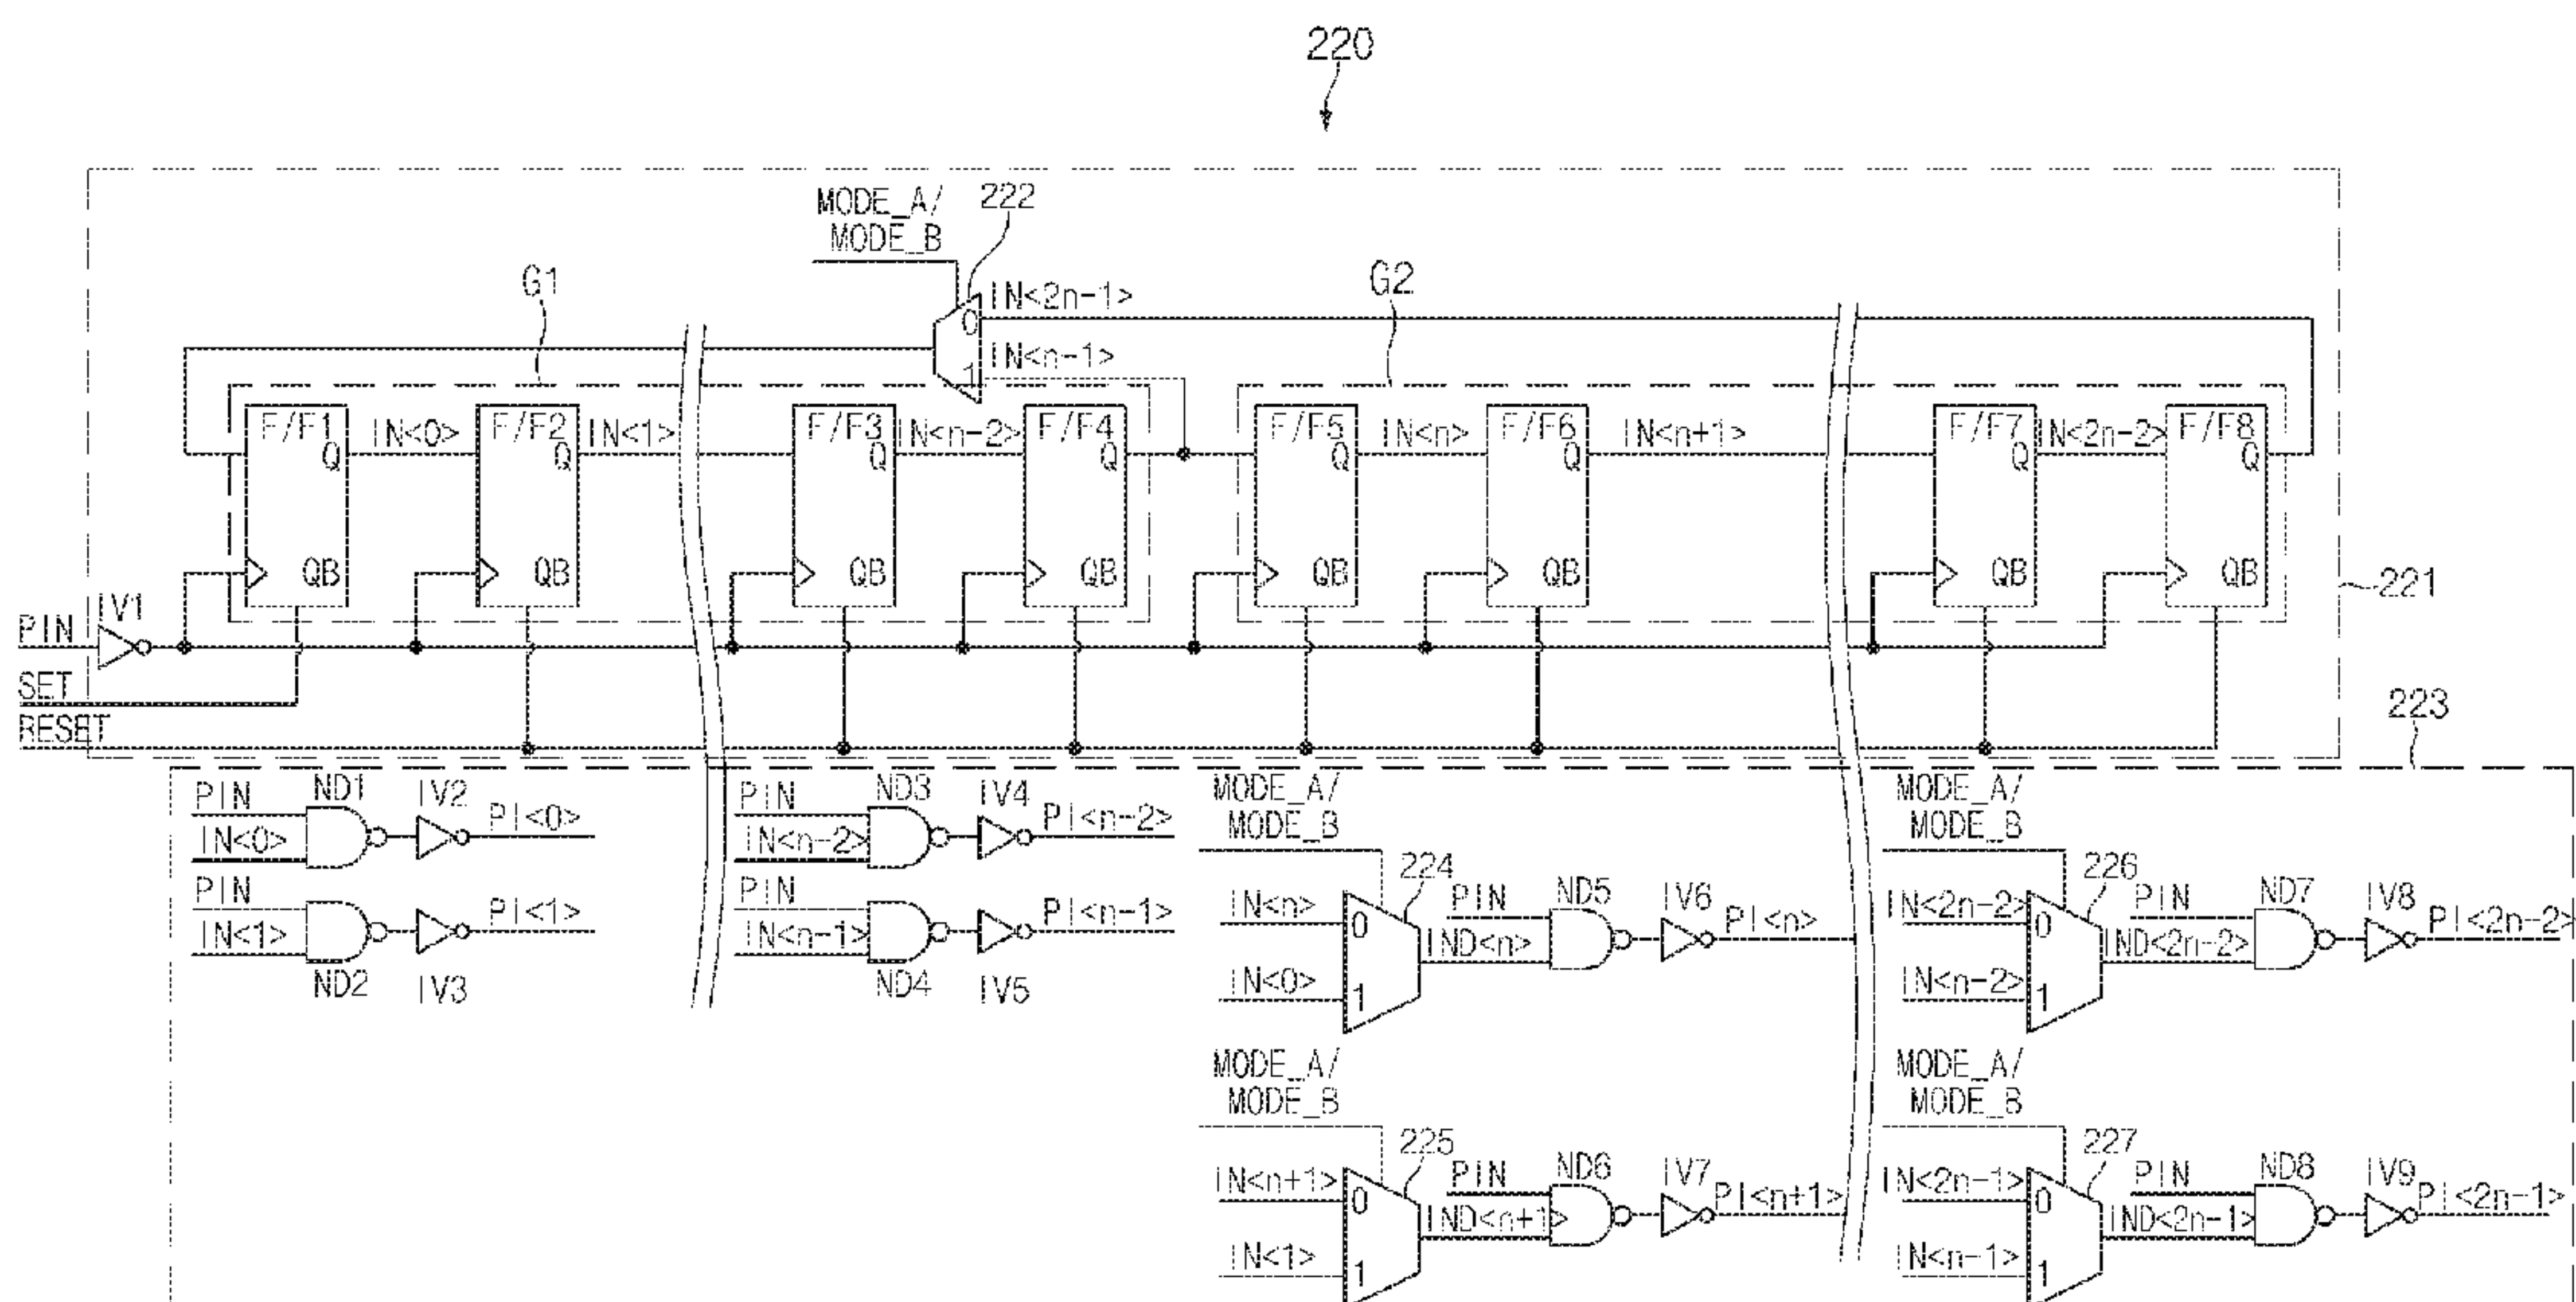 220
MODE_A/
MODE_B
222
G1
IN<2n-1>
G2
0
IN<n-1>
1
F/F1
IN<0>
F/F2
IN<1>
F/F3
IN<n-2>
F/F4
F/F5
IN<n>
F/F6
IN<n+1>
F/F7
IN<2n-2>
F/F8
Q
Q
Q
Q
Q
Q
Q
Q
QB
QB
QB
QB
QB
QB
QB
QB
221
IV1
PIN
SET
RESET
223
PIN
ND1
IV2
PI<0>
IN<0>
PIN
IN<1>
ND2
IV3
PI<1>
PIN
ND3
IV4
PI<n-2>
IN<n-2>
PIN
IN<n-1>
ND4
IV5
PI<n-1>
MODE_A/
MODE_B
224
IN<n>
0
IN<0>
1
PIN
IND<n>
ND5
IV6
PI<n>
MODE_A/
MODE_B
226
IN<2n-2>
0
IN<n-2>
1
PIN
IND<2n-2>
ND7
IV8
PI<2n-2>
MODE_A/
MODE_B
225
IN<n+1>
0
IN<1>
1
PIN
IND<n+1>
ND6
IV7
PI<n+1>
MODE_A/
MODE_B
227
IN<2n-1>
0
IN<n-1>
1
PIN
IND<2n-1>
ND8
IV9
PI<2n-1>